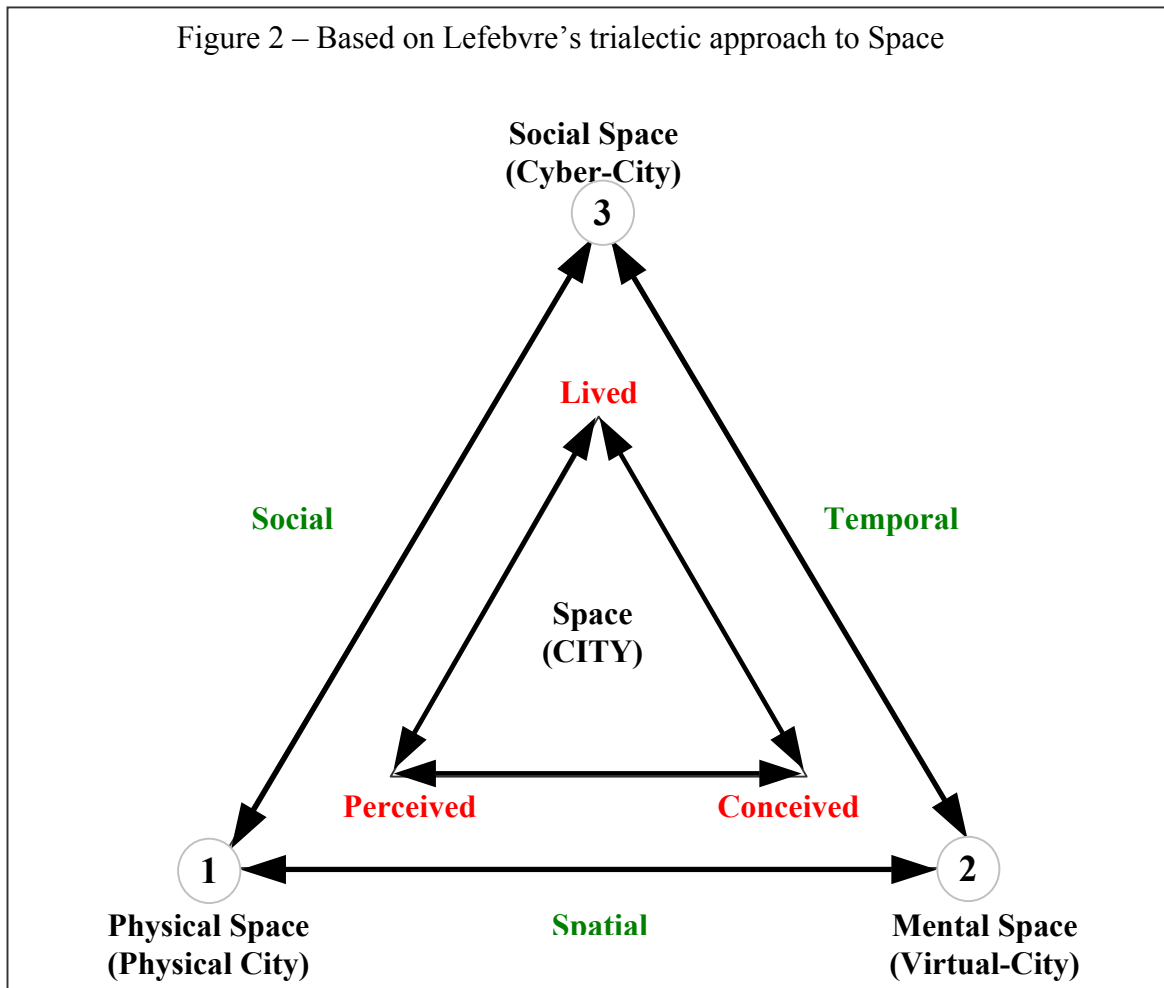 Figure 2 – Based on Lefebvre's trialectic approach to Space
Social Space
(Cyber-City)
3
Lived
Social
Temporal
Space
(CITY)
Perceived
Conceived
1
2
Physical Space
(Physical City)
Spatial
Mental Space
(Virtual-City)